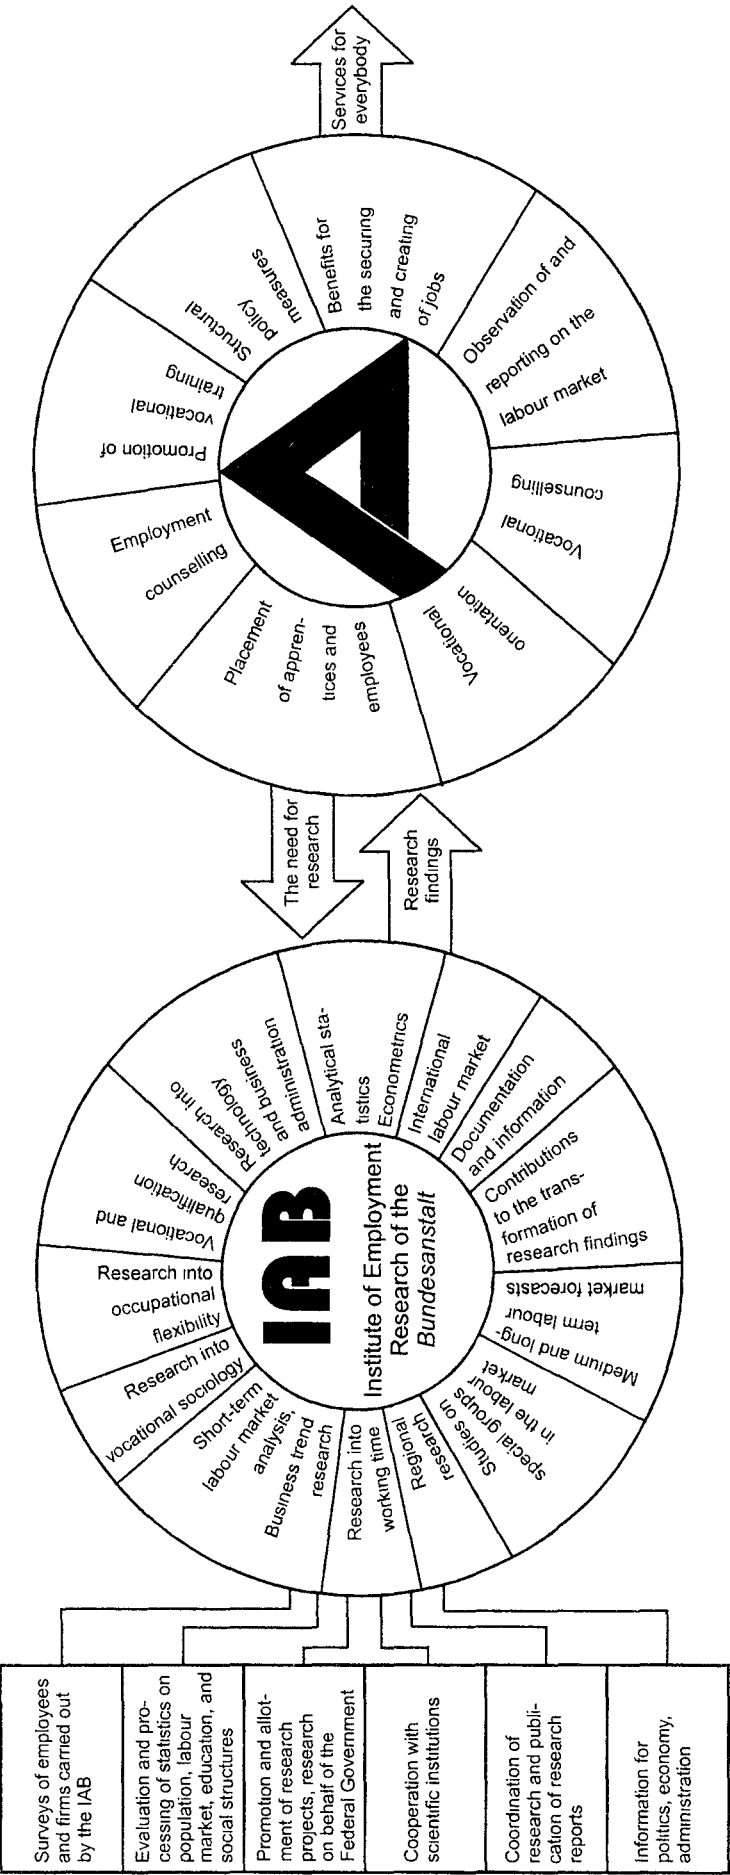 Surveys of employees
and firms carried out
by the IAB
Evaluation and pro-
cessing of statistics on
population, labour
market, education, and
social structures
Promotion and allot-
ment of research
projects, research
on behalf of the
Federal Government
Cooperation with
scientific institutions
Coordination of
research and publi-
cation of research
reports
Information for
politics, economy,
administration
IAB
Institute of Employment
Research of the
Bundesanstalt
Research into
vocational sociology
Research into
occupational
flexibility
Vocational and
qualification
research
Research into
technology
and business
administration
Analytical sta-
tistics
Econometrics
International
labour market
Documentation
and information
Contributions
to the trans-
formation of
research findings
Medium and long-
term labour
market forecasts
Studies on
special groups
in the labour
market
Regional
research
Research into
working time
Short-term
labour market
analysis,
Business trend
research
The need for
research
Research
findings
Placement
of appren-
tices and
employees
Employment
counselling
Promotion of
vocational
training
Structural
policy
measures
Benefits for
the securing
and creating
of jobs
Observation of and
reporting on the
labour market
Vocational
counselling
Vocational
orientation
Services for
everybody